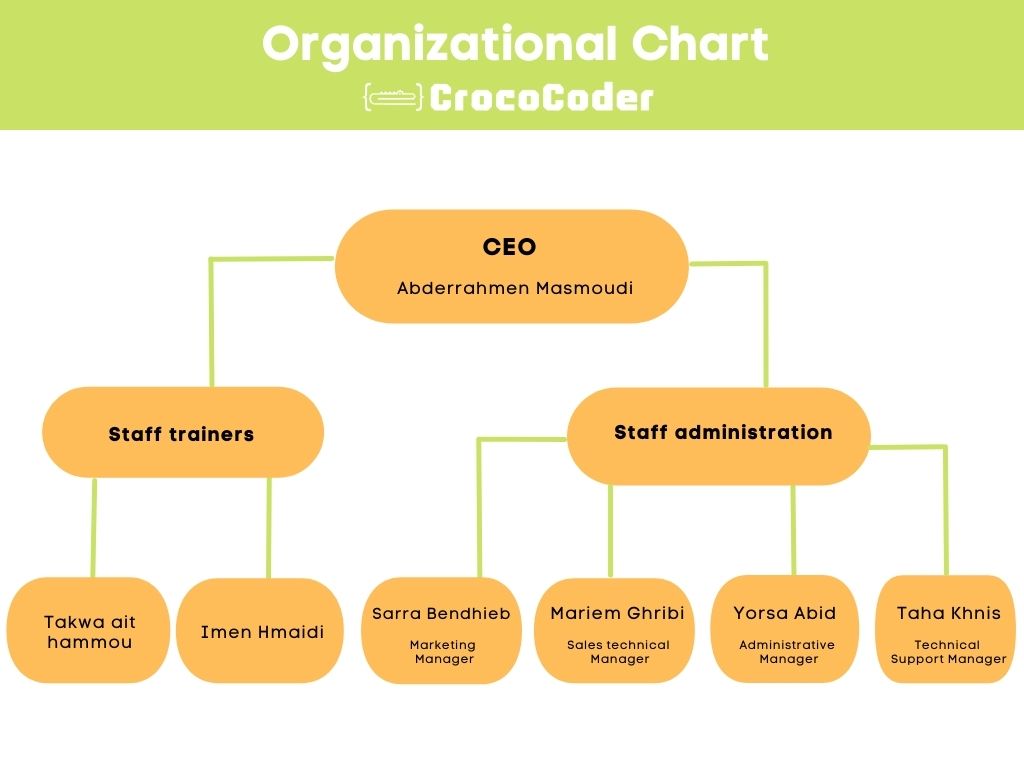 Organizational Chart
CrocoCoder
CEO
Abderrahmen Masmoudi
Staff trainers
Staff administration
Takwa ait
hammou
Imen Hmaidi
Sarra Bendhieb
Marketing
Manager
Mariem Ghribi
Sales technical
Manager
Yorsa Abid
Administrative
Manager
Taha Khnis
Technical
Support Manager